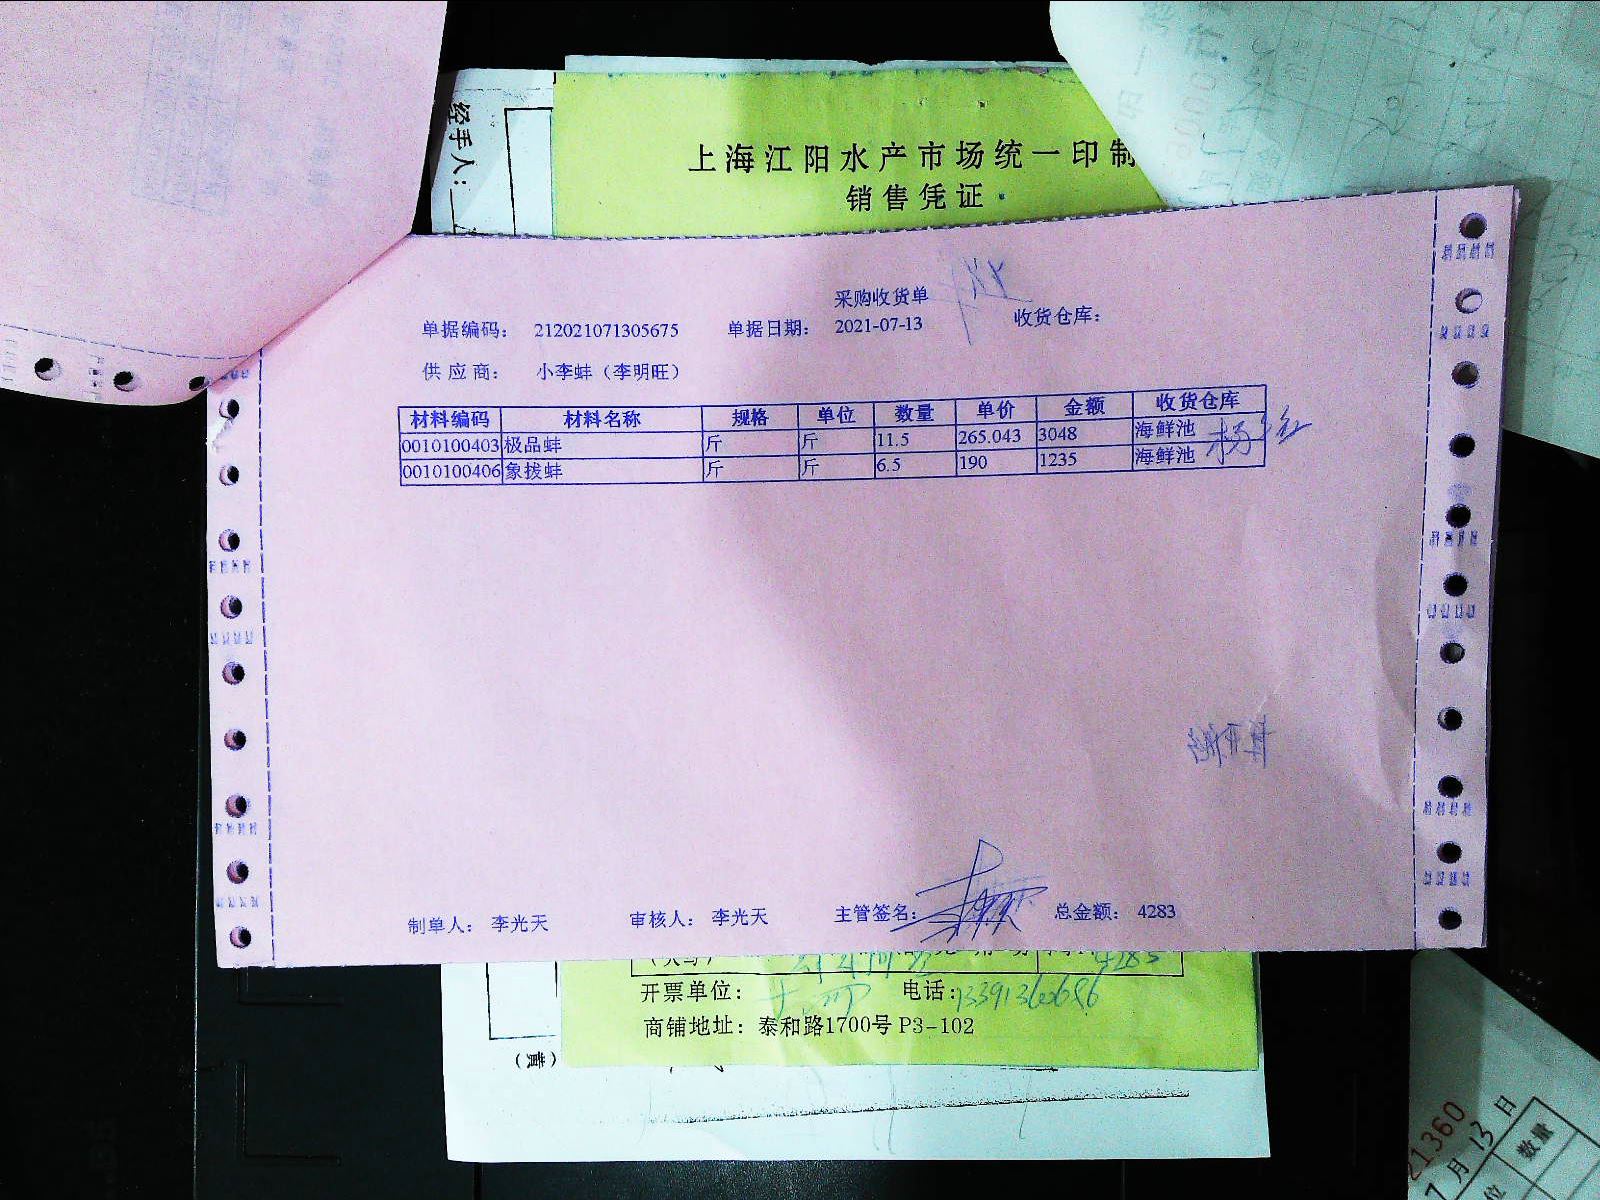 经手人:
上海江阳水产市场统一印制
销售凭证
采购收货单
单据编码： 212021071305675 单据日期： 2021-07-13 收货仓库：
供应商： 小李蚌（李明旺）
材料编码 材料名称 规格 单位 数量 单价 金额 收货仓库
0010100403 极品蚌 斤 斤 11.5 265.043 3048 海鲜池
0010100406 象拨蚌 斤 斤 6.5 190 1235 海鲜池
制单人： 李光天 审核人： 李光天 主管签名： 总金额： 4283
4283
开票单位： 电话:
商铺地址：泰和路1700号 P3-102
（黄）
21360
7月13日
数量